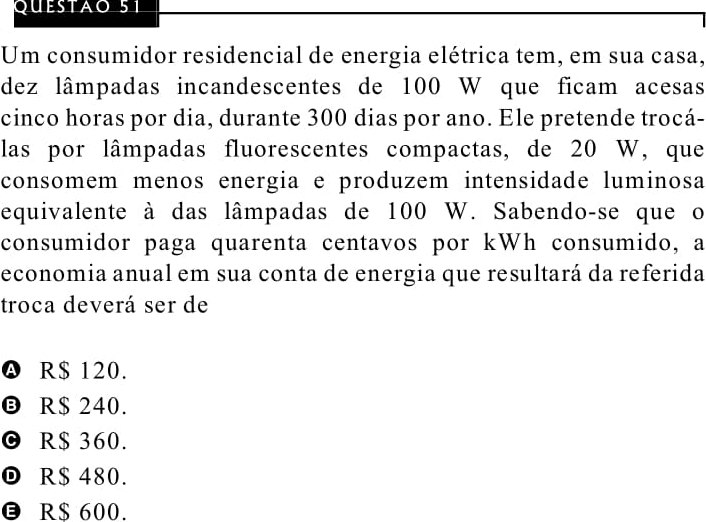 QUESTÃO 51
Um consumidor residencial de energia elétrica tem, em sua casa,
dez lâmpadas incandescentes de 100 W que ficam acesas
cinco horas por dia, durante 300 dias por ano. Ele pretende trocá-
las por lâmpadas fluorescentes compactas, de 20 W, que
consomem menos energia e produzem intensidade luminosa
equivalente à das lâmpadas de 100 W. Sabendo-se que o
consumidor paga quarenta centavos por kWh consumido, a
economia anual em sua conta de energia que resultará da referida
troca deverá ser de
A R$ 120.
B R$ 240.
C R$ 360.
D R$ 480.
E R$ 600.